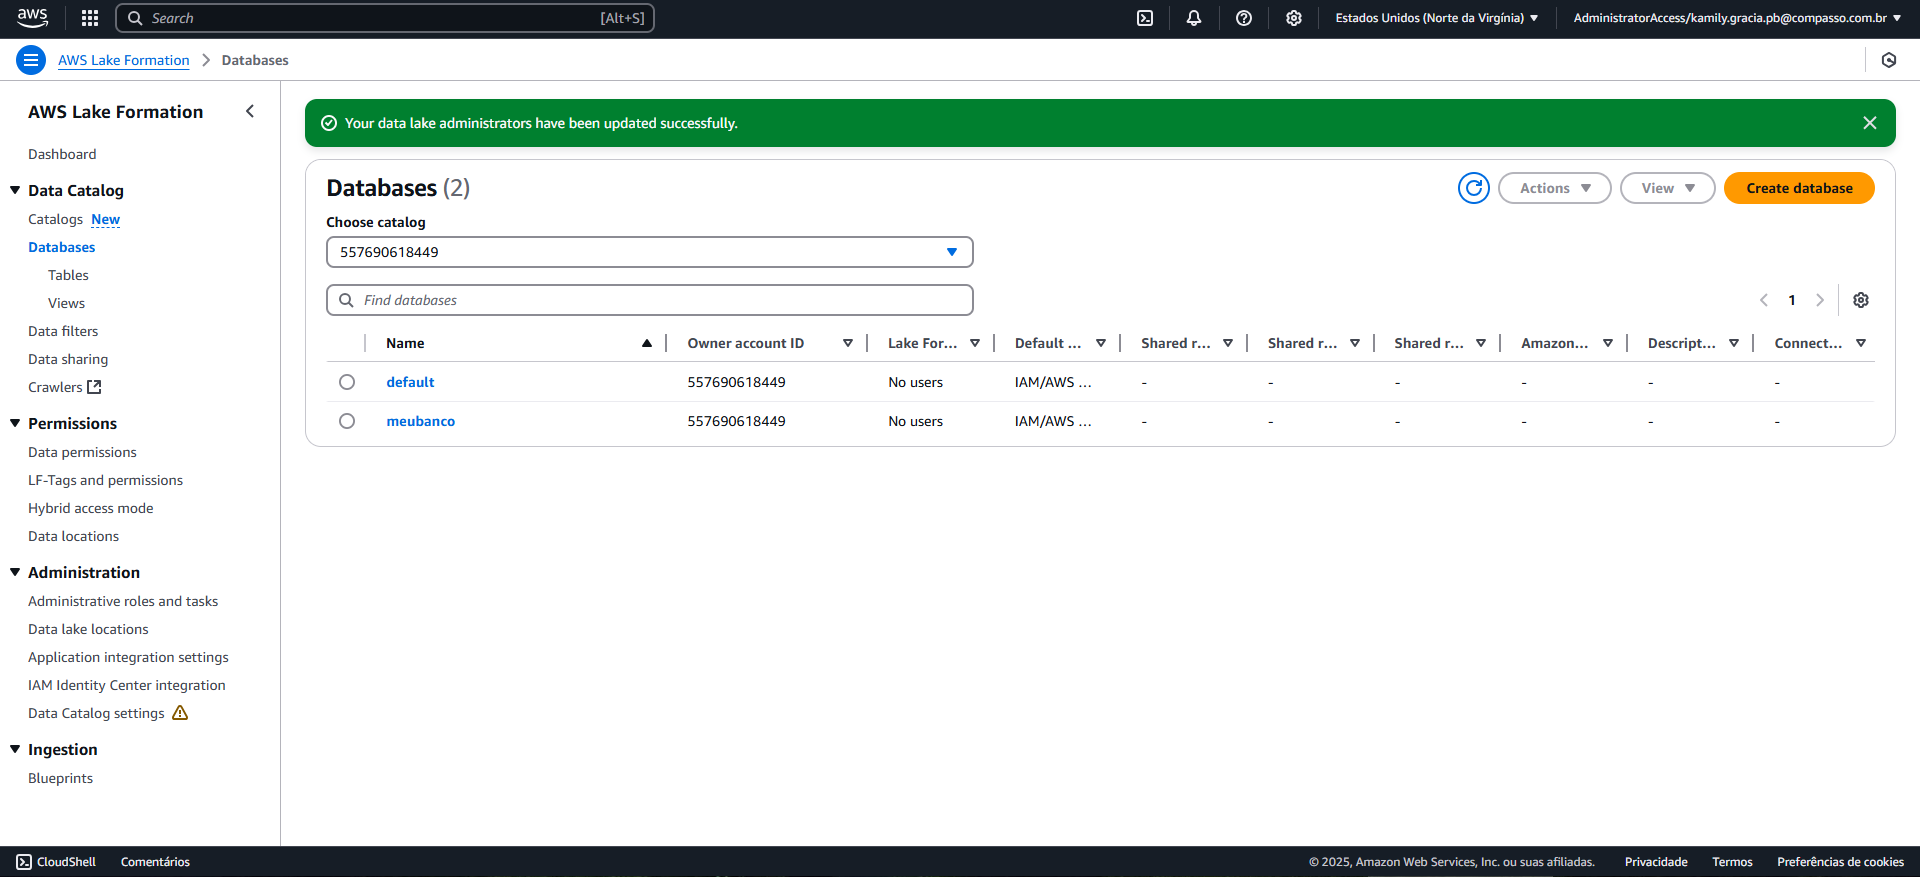 aws
Search [Alt+S]
Estados Unidos (Norte da Virgínia)
AdministratorAccess/kamily.gracia.pb@compasso.com.br
AWS Lake Formation
Databases
AWS Lake Formation
Dashboard
Data Catalog
Catalogs New
Databases
Tables
Views
Data filters
Data sharing
Crawlers
Permissions
Data permissions
LF-Tags and permissions
Hybrid access mode
Data locations
Administration
Administrative roles and tasks
Data lake locations
Application integration settings
IAM Identity Center integration
Data Catalog settings
Ingestion
Blueprints
Your data lake administrators have been updated successfully.
Databases (2)
Actions
View
Create database
Choose catalog
557690618449
Find databases
1
Name Owner account ID Lake For... Default ... Shared r... Shared r... Shared r... Amazon... Descript... Connect...
default 557690618449 No users IAM/AWS ... - - - - - -
meubanco 557690618449 No users IAM/AWS ... - - - - - -
CloudShell
Comentários
© 2025, Amazon Web Services, Inc. ou suas afiliadas.
Privacidade
Termos
Preferências de cookies